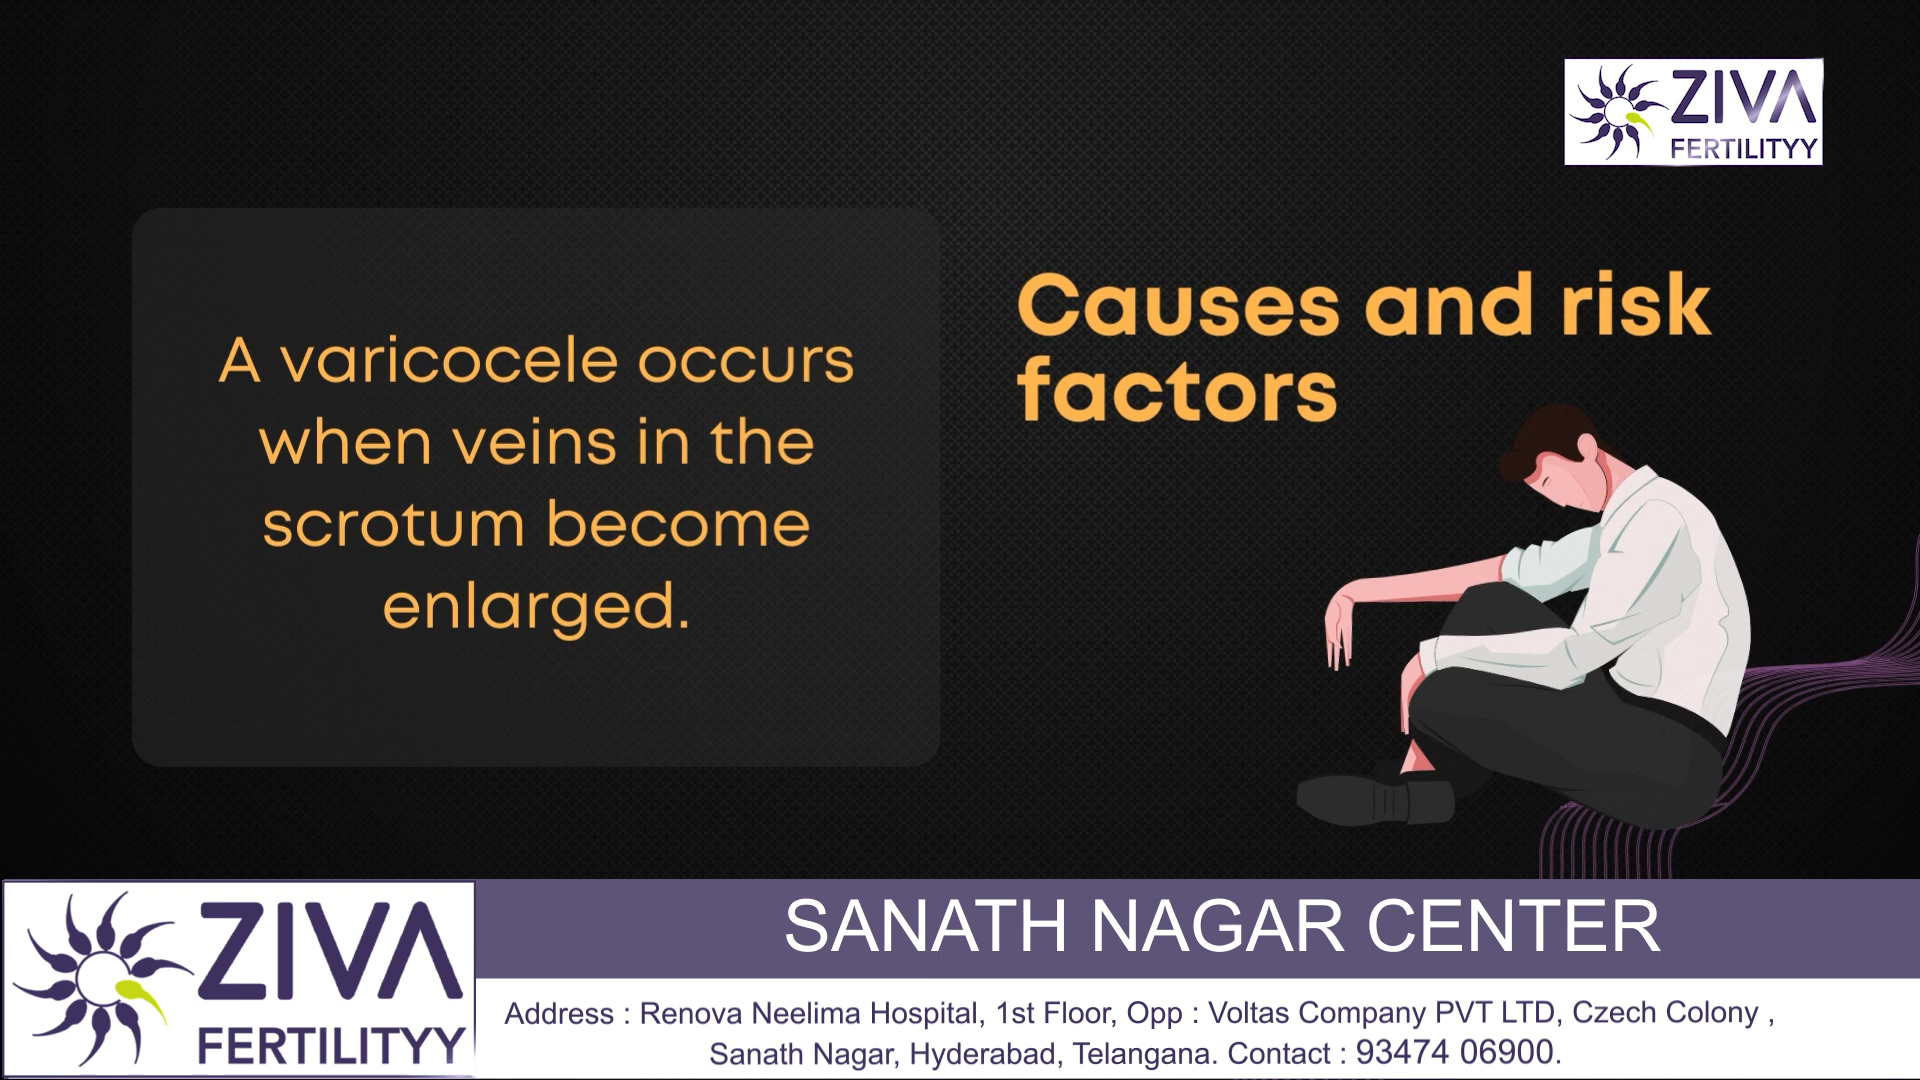 ZIVA
FERTILITYY
Causes and risk
factors
A varicocele occurs
when veins in the
scrotum become
enlarged.
ZIVA
FERTILITYY
SANATH NAGAR CENTER
Address : Renova Neelima Hospital, 1st Floor, Opp : Voltas Company PVT LTD, Czech Colony ,
Sanath Nagar, Hyderabad, Telangana. Contact : 93474 06900.